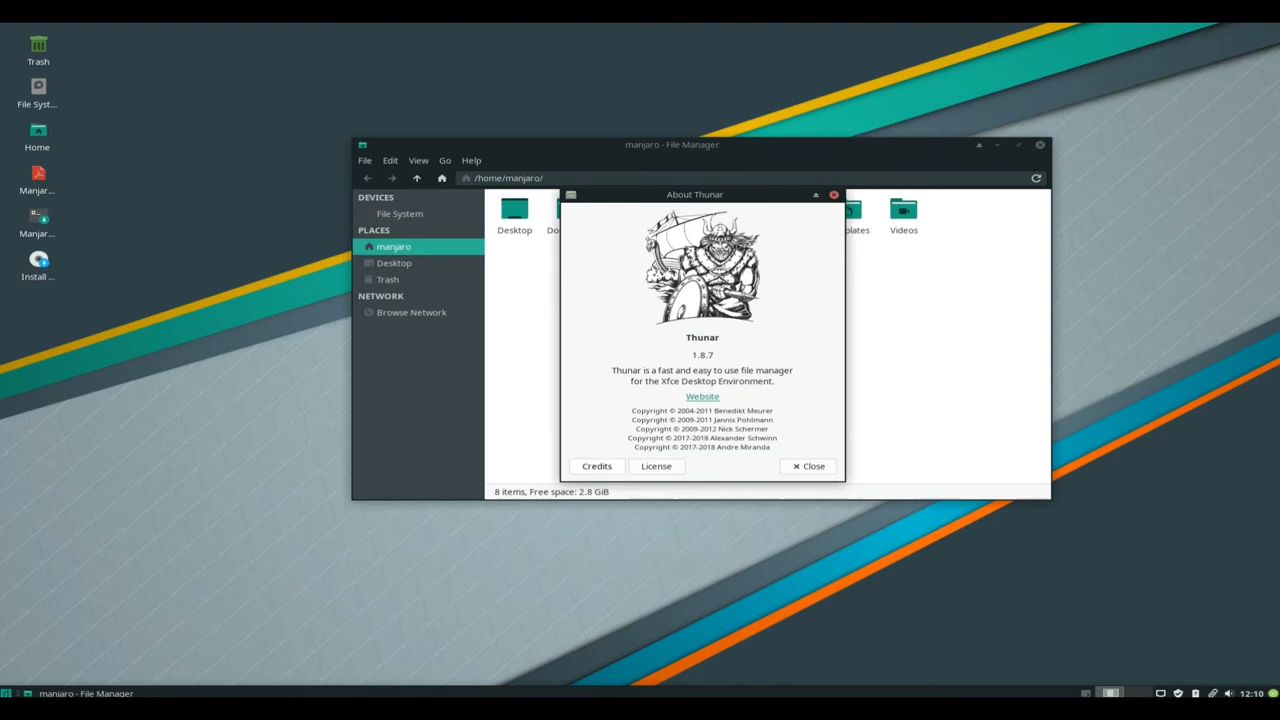 Trash
File Syst...
Home
Manjar...
Manjar...
Install ...
manjaro - File Manager
File Edit View Go Help
/home/manjaro/
DEVICES
File System
PLACES
manjaro
Desktop
Trash
NETWORK
Browse Network
Desktop
Videos
About Thunar
Thunar
1.8.7
Thunar is a fast and easy to use file manager
for the Xfce Desktop Environment.
Website
Copyright © 2004-2011 Benedikt Meurer
Copyright © 2009-2011 Jannis Pohlmann
Copyright © 2009-2012 Nick Schermer
Copyright © 2017-2018 Alexander Schwinn
Copyright © 2017-2018 Andre Miranda
Credits License Close
8 items, Free space: 2.8 GiB
manjaro - File Manager
12:10